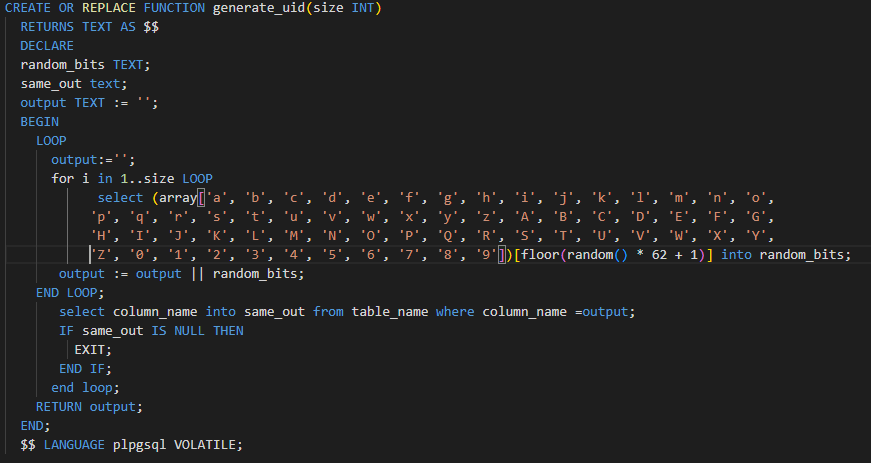 CREATE OR REPLACE FUNCTION generate_uid(size INT)
RETURNS TEXT AS $$
DECLARE
random_bits TEXT;
same_out text;
output TEXT := '';
BEGIN
LOOP
output:='';
for i in 1..size LOOP
select (array['a', 'b', 'c', 'd', 'e', 'f', 'g', 'h', 'i', 'j', 'k', 'l', 'm', 'n', 'o',
'p', 'q', 'r', 's', 't', 'u', 'v', 'w', 'x', 'y', 'z', 'A', 'B', 'C', 'D', 'E', 'F', 'G',
'H', 'I', 'J', 'K', 'L', 'M', 'N', 'O', 'P', 'Q', 'R', 'S', 'T', 'U', 'V', 'W', 'X', 'Y',
'Z', '0', '1', '2', '3', '4', '5', '6', '7', '8', '9'])[floor(random() * 62 + 1)] into random_bits;
output := output || random_bits;
END LOOP;
select column_name into same_out from table_name where column_name =output;
IF same_out IS NULL THEN
EXIT;
END IF;
end loop;
RETURN output;
END;
$$ LANGUAGE plpgsql VOLATILE;